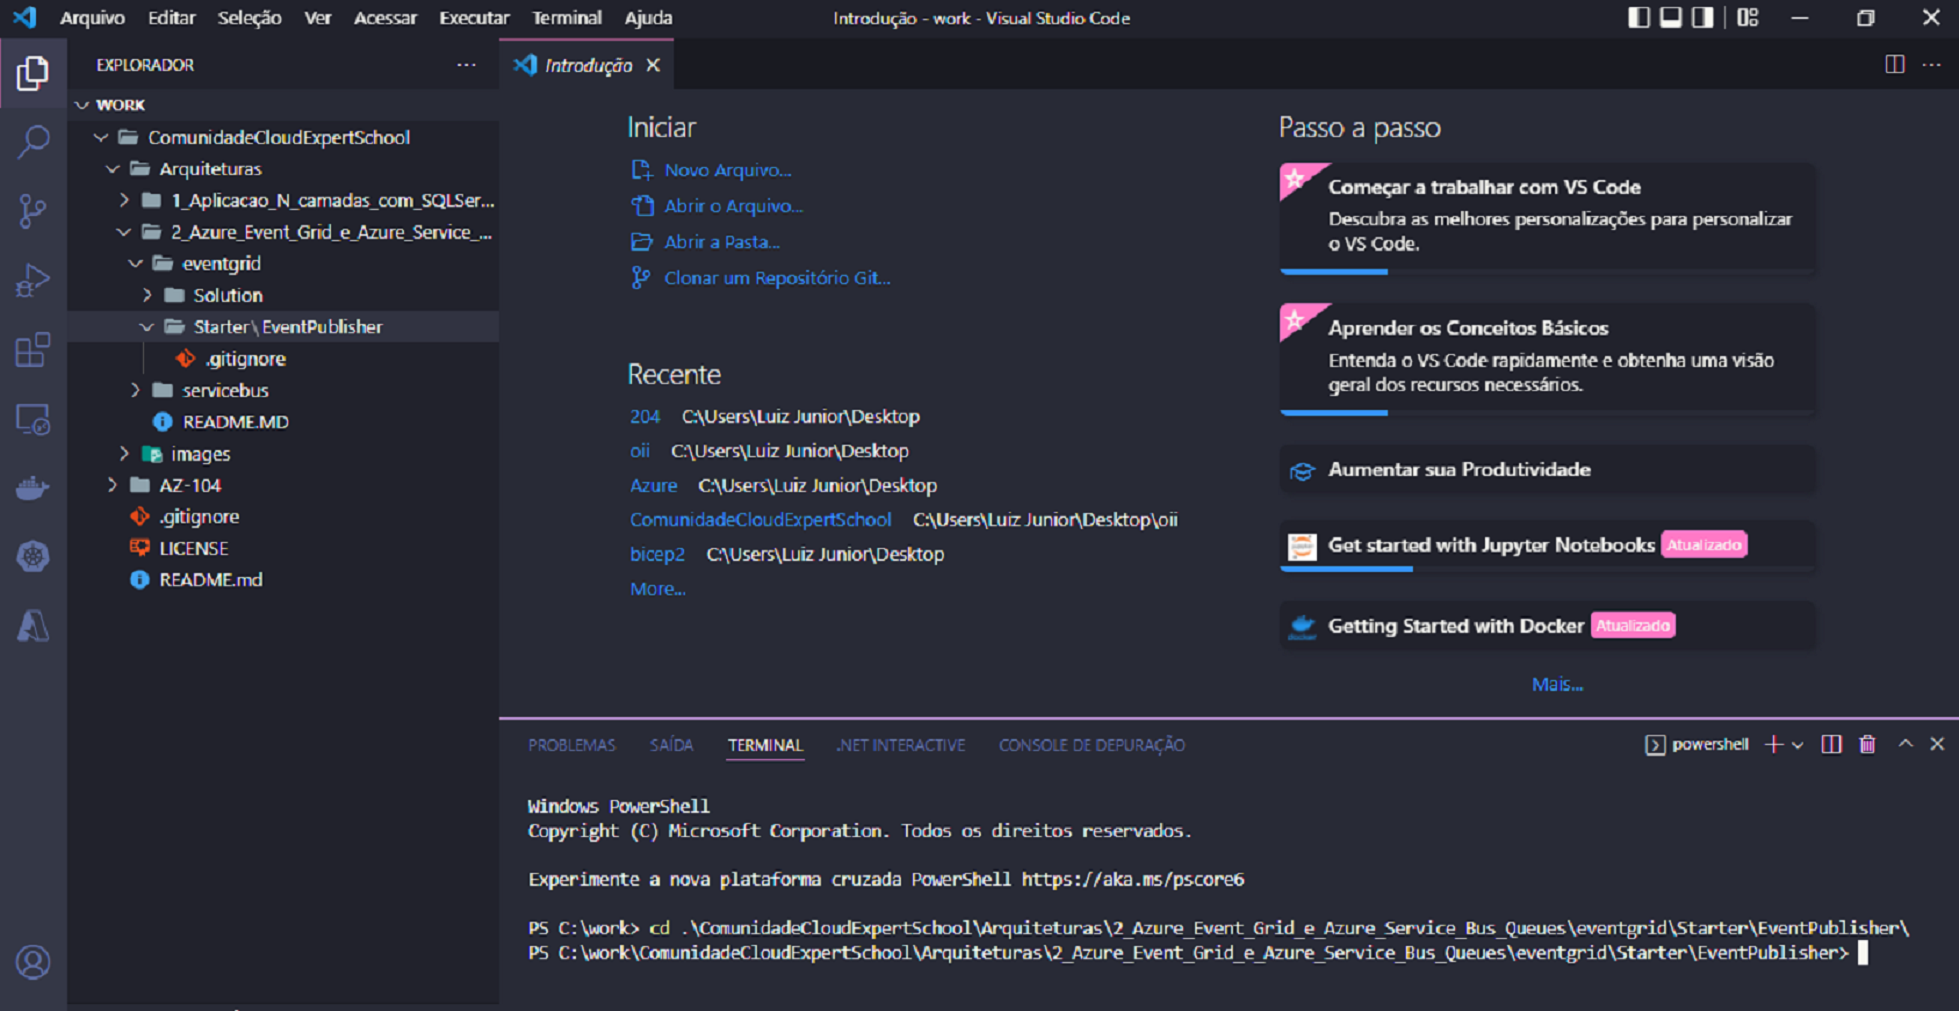 Arquivo Editar Seleção Ver Acessar Executar Terminal Ajuda
Introdução - work - Visual Studio Code
EXPLORADOR
Introdução
WORK
ComunidadeCloudExpertSchool
Arquiteturas
1_Aplicacao_N_camadas_com_SQLSer...
2_Azure_Event_Grid_e_Azure_Service_...
eventgrid
Solution
Starter\EventPublisher
.gitignore
servicebus
README.MD
images
AZ-104
.gitignore
LICENSE
README.md
Iniciar
Novo Arquivo...
Abrir o Arquivo...
Abrir a Pasta...
Clonar um Repositório Git...
Recente
204 C:\Users\Luiz Junior\Desktop
oii C:\Users\Luiz Junior\Desktop
Azure C:\Users\Luiz Junior\Desktop
ComunidadeCloudExpertSchool C:\Users\Luiz Junior\Desktop\oii
bicep2 C:\Users\Luiz Junior\Desktop
More...
Passo a passo
Começar a trabalhar com VS Code
Descubra as melhores personalizações para personalizar
o VS Code.
Aprender os Conceitos Básicos
Entenda o VS Code rapidamente e obtenha uma visão
geral dos recursos necessários.
Aumentar sua Produtividade
Get started with Jupyter Notebooks Atualizado
Getting Started with Docker Atualizado
Mais...
PROBLEMAS SAÍDA TERMINAL .NET INTERACTIVE CONSOLE DE DEPURAÇÃO
powershell
Windows PowerShell
Copyright (C) Microsoft Corporation. Todos os direitos reservados.
Experimente a nova plataforma cruzada PowerShell https://aka.ms/pscore6
PS C:\work> cd .\ComunidadeCloudExpertSchool\Arquiteturas\2_Azure_Event_Grid_e_Azure_Service_Bus_Queues\eventgrid\Starter\EventPublisher\
PS C:\work\ComunidadeCloudExpertSchool\Arquiteturas\2_Azure_Event_Grid_e_Azure_Service_Bus_Queues\eventgrid\Starter\EventPublisher>